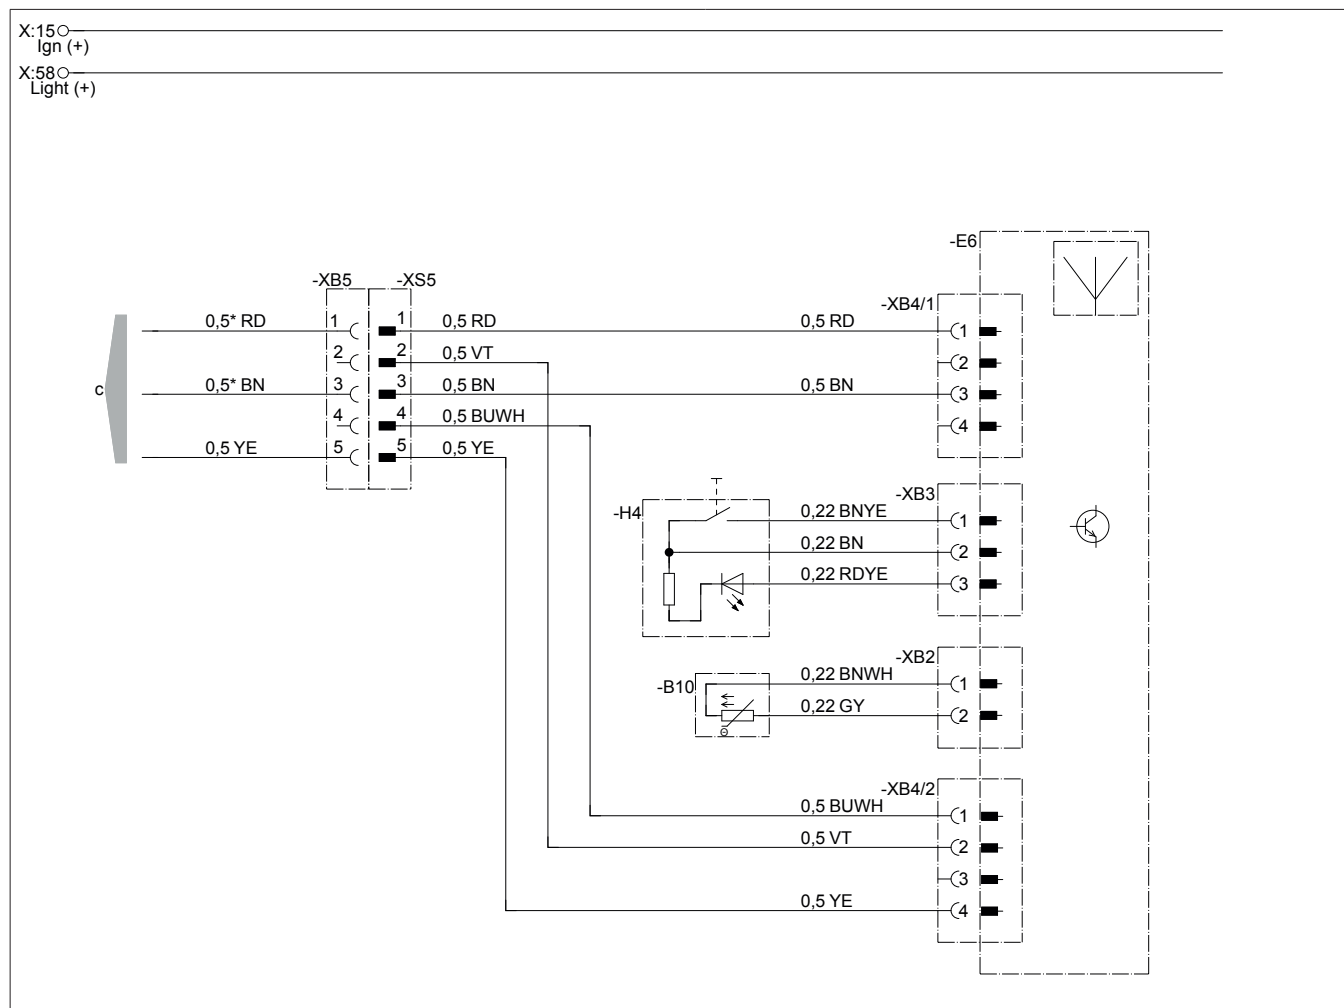 X:15
Ign (+)
X:58
Light (+)
-E6
-XB5 -XS5
-XB4/1
0,5* RD 1 1 0,5 RD 0,5 RD 1
2 2 0,5 VT 2
c 0,5* BN 3 3 0,5 BN 0,5 BN 3
4 4 0,5 BUWH 4
0,5 YE 5 5 0,5 YE
-XB3
-H4 0,22 BNYE 1
0,22 BN 2
0,22 RDYE 3
-XB2
-B10 0,22 BNWH 1
0,22 GY 2
-XB4/2
0,5 BUWH 1
0,5 VT 2
3
0,5 YE 4